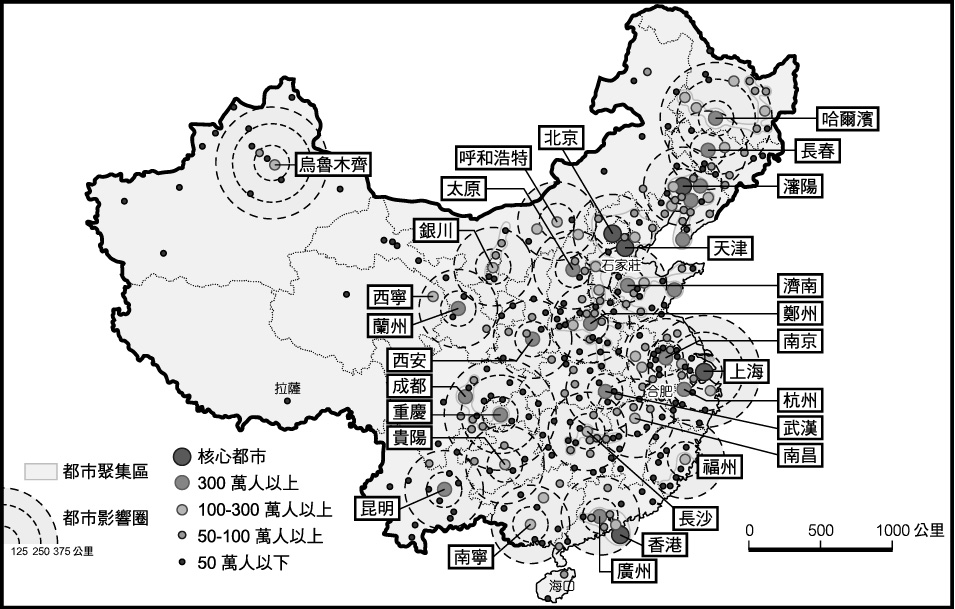 哈爾濱
北京
長春
呼和浩特
烏魯木齊
太原
瀋陽
銀川
天津
石家莊
濟南
西寧
鄭州
蘭州
南京
西安
上海
成都
拉薩
合肥
杭州
重慶
武漢
貴陽
南昌
核心都市
都市聚集區
福州
300 萬人以上
昆明
100-300 萬人以上
都市影響圈
長沙
50-100 萬人以上
0 500 1000 公里
香港
125 250 375 公里
南寧
50 萬人以下
廣州
海口